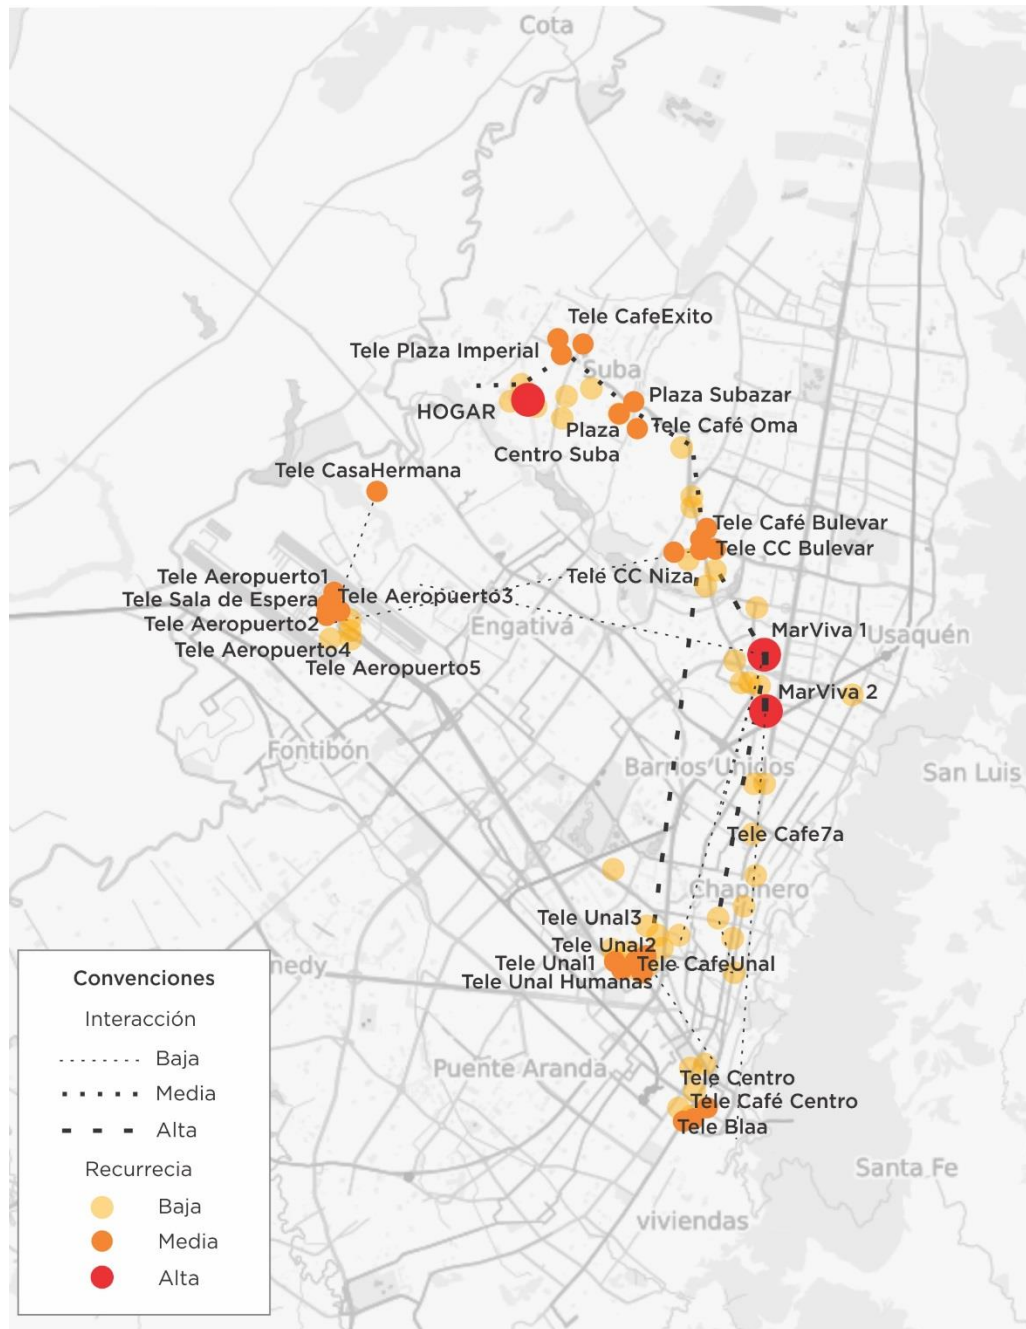 Cota
Tele CafeExito
Tele Plaza Imperial
Suba
HOGAR
Plaza Subazar
Plaza
Tele Café Oma
Centro Suba
Tele CasaHermana
Tele Café Bulevar
Tele CC Bulevar
Tele CC Niza
Tele Aeropuerto1
Tele Sala de Espera
Tele Aeropuerto3
Tele Aeropuerto2
Tele Aeropuerto4
Tele Aeropuerto5
Engativá
MarViva 1
Usaquén
MarViva 2
Fontibón
Barrios Unidos
San Luis
Tele Cafe7a
Chapinero
Tele Unal3
Tele Unal2
Tele Unal1
Tele CafeUnal
Tele Unal Humanas
nedy
Puente Aranda
Tele Centro
Tele Café Centro
Tele Blaa
Santa Fe
viviendas
Convenciones
Interacción
Baja
Media
Alta
Recurrecia
Baja
Media
Alta